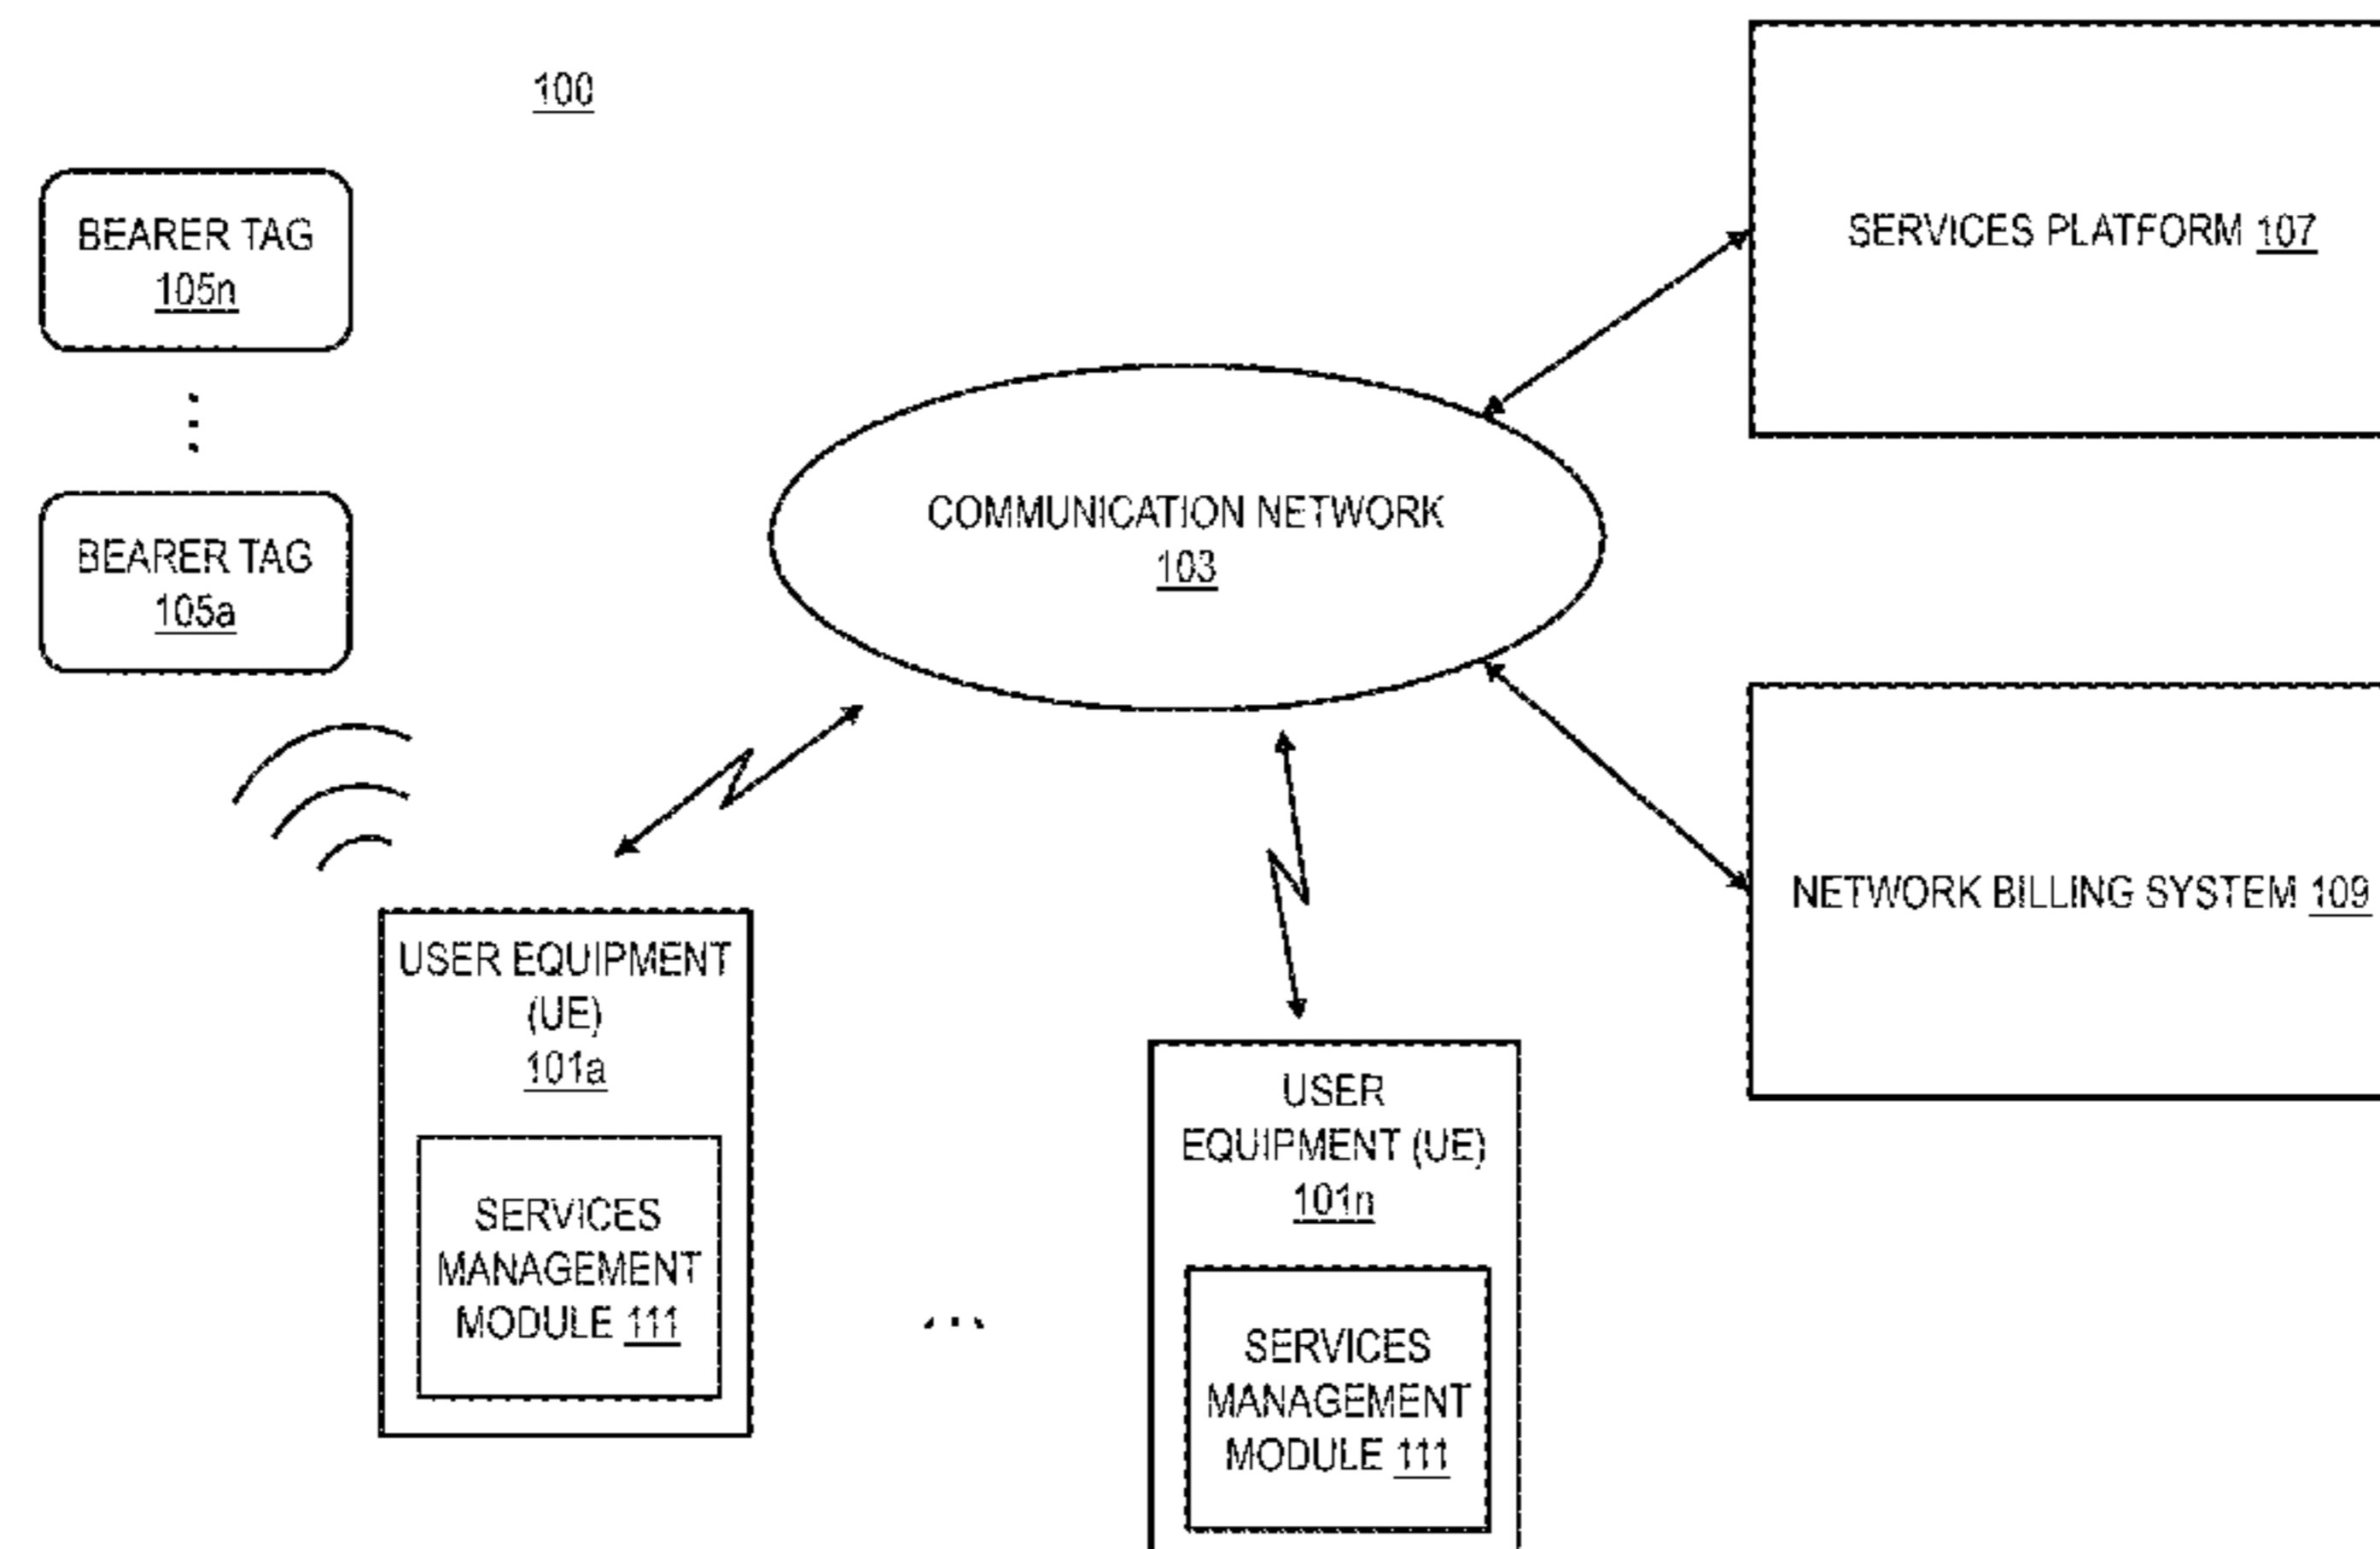 100
BEARER TAG
105n
BEARER TAG
105a
COMMUNICATION NETWORK
103
SERVICES PLATFORM 107
NETWORK BILLING SYSTEM 109
USER EQUIPMENT
(UE)
101a
SERVICES
MANAGEMENT
MODULE 111
...
USER
EQUIPMENT (UE)
101n
SERVICES
MANAGEMENT
MODULE 111